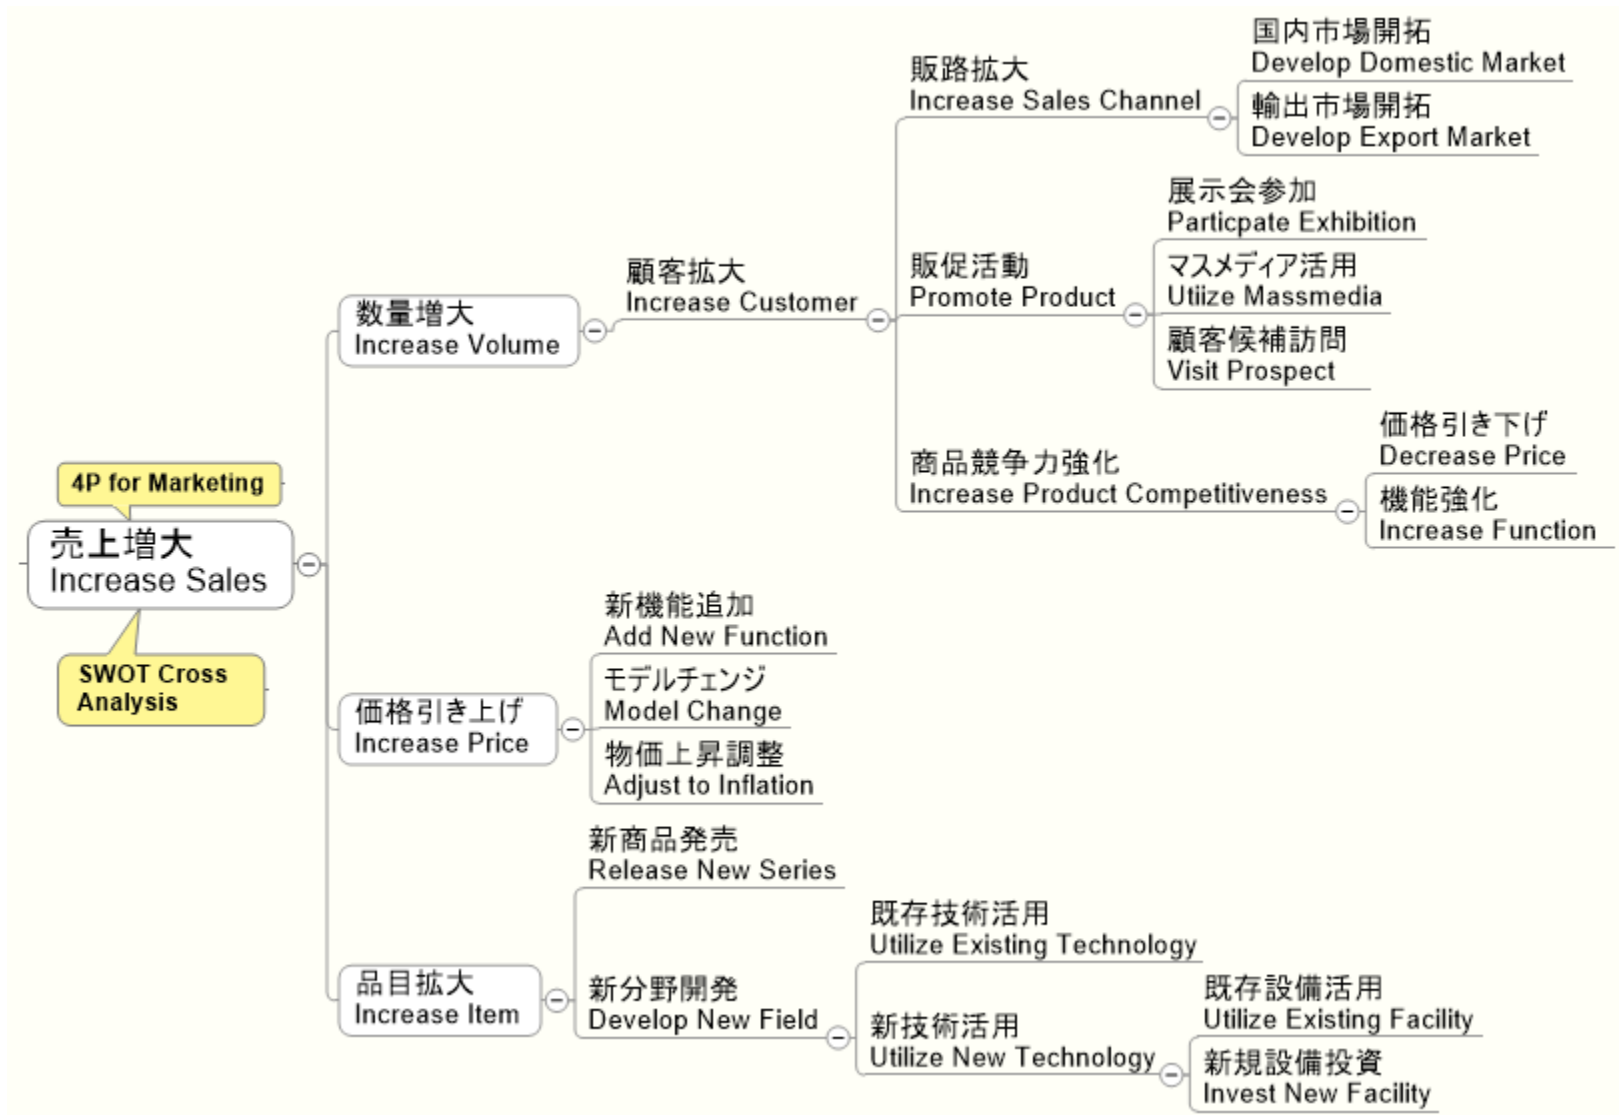 国内市場開拓
Develop Domestic Market
販路拡大
Increase Sales Channel
輸出市場開拓
Develop Export Market
展示会参加
Particpate Exhibition
販促活動
Promote Product
マスメディア活用
Utiize Massmedia
顧客候補訪問
Visit Prospect
顧客拡大
Increase Customer
数量増大
Increase Volume
価格引き下げ
Decrease Price
商品競争力強化
Increase Product Competitiveness
機能強化
Increase Function
4P for Marketing
売上増大
Increase Sales
SWOT Cross
Analysis
新機能追加
Add New Function
モデルチェンジ
Model Change
価格引き上げ
Increase Price
物価上昇調整
Adjust to Inflation
新商品発売
Release New Series
既存技術活用
Utilize Existing Technology
品目拡大
Increase Item
新分野開発
Develop New Field
新技術活用
Utilize New Technology
既存設備活用
Utilize Existing Facility
新規設備投資
Invest New Facility